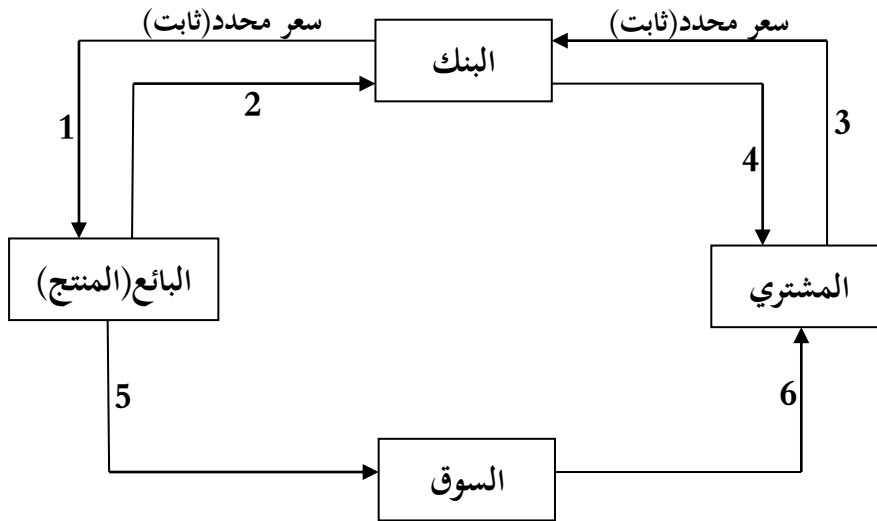 سعر محدد(ثابت)
سعر محدد(ثابت)
البنك
1
2
3
4
البائع(المنتج)
المشتري
5
6
السوق